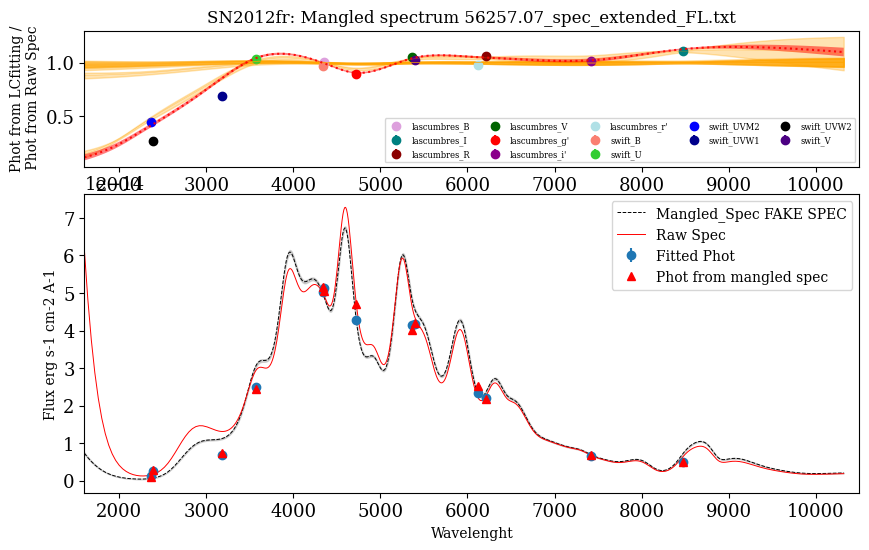 SN2012fr: Mangled spectrum 56257.07_spec_extended_FL.txt
Phot from LCfitting /
Phot from Raw Spec
1.0
0.5
lascumbres_B
lascumbres_I
lascumbres_R
lascumbres_V
lascumbres_g'
lascumbres_i'
lascumbres_r'
swift_B
swift_U
swift_UVM2
swift_UVW1
swift_UVW2
swift_V
2000 3000 4000 5000 6000 7000 8000 9000 10000
1e−14
Flux erg s-1 cm-2 A-1
7
6
5
4
3
2
1
0
Mangled_Spec FAKE SPEC
Raw Spec
Fitted Phot
Phot from mangled spec
2000 3000 4000 5000 6000 7000 8000 9000 10000
Wavelenght